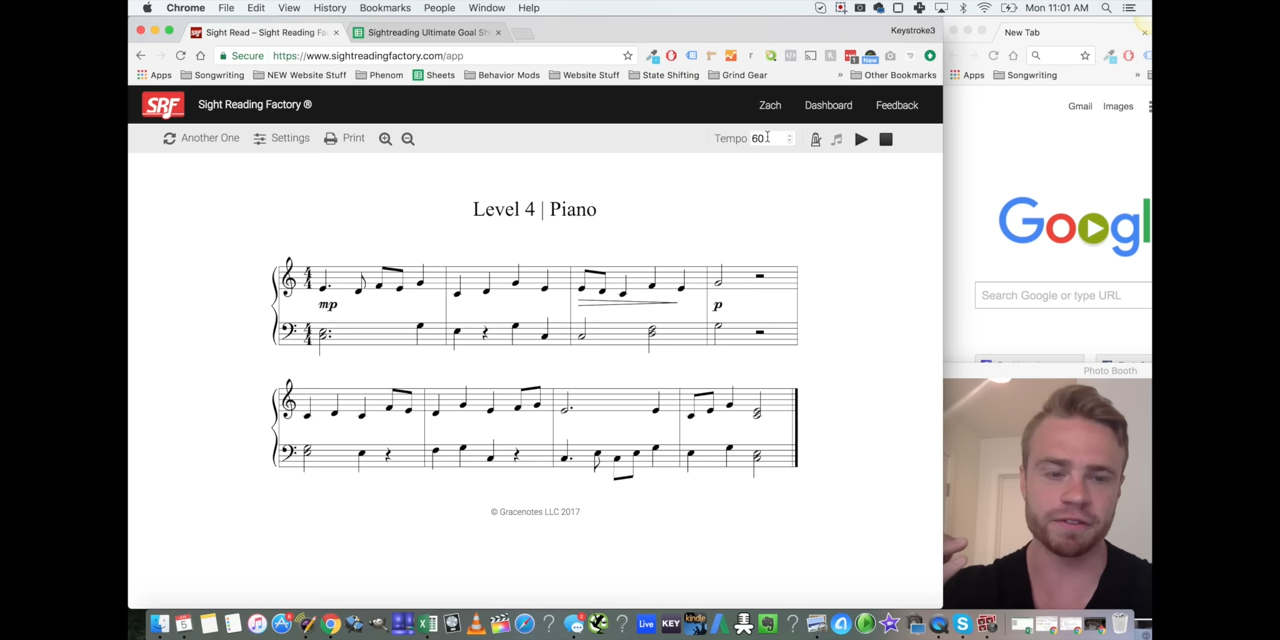 Chrome File Edit View History Bookmarks People Window Help
Mon 11:01 AM
Sight Read – Sight Reading Fa
Sightreading Ultimate Goal Sh
Keystroke3
New Tab
Secure https://www.sightreadingfactory.com/app
Apps Songwriting NEW Website Stuff Phenom Sheets Behavior Mods Website Stuff State Shifting Grind Gear » Other Bookmarks
Apps Songwriting »
SRF Sight Reading Factory ®
Zach Dashboard Feedback
Gmail Images
Another One Settings Print
Tempo 60
Level 4 | Piano
mp
p
Googl
Search Google or type URL
Photo Booth
© Gracenotes LLC 2017
Live KEY kindle